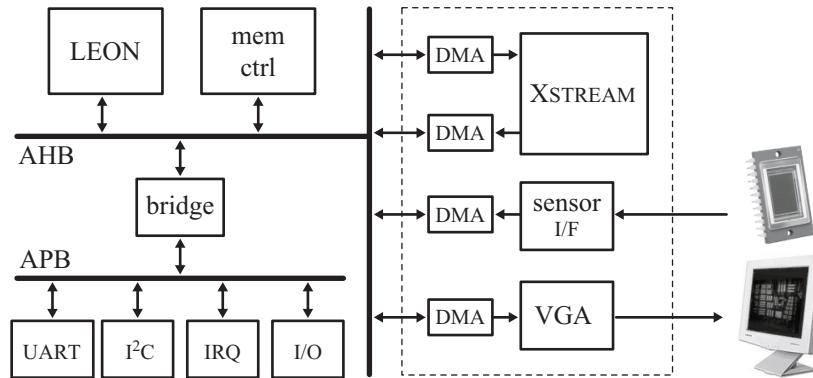 LEON
mem
ctrl
AHB
bridge
APB
UART
I²C
IRQ
I/O
DMA
XSTREAM
DMA
DMA
sensor
I/F
DMA
VGA